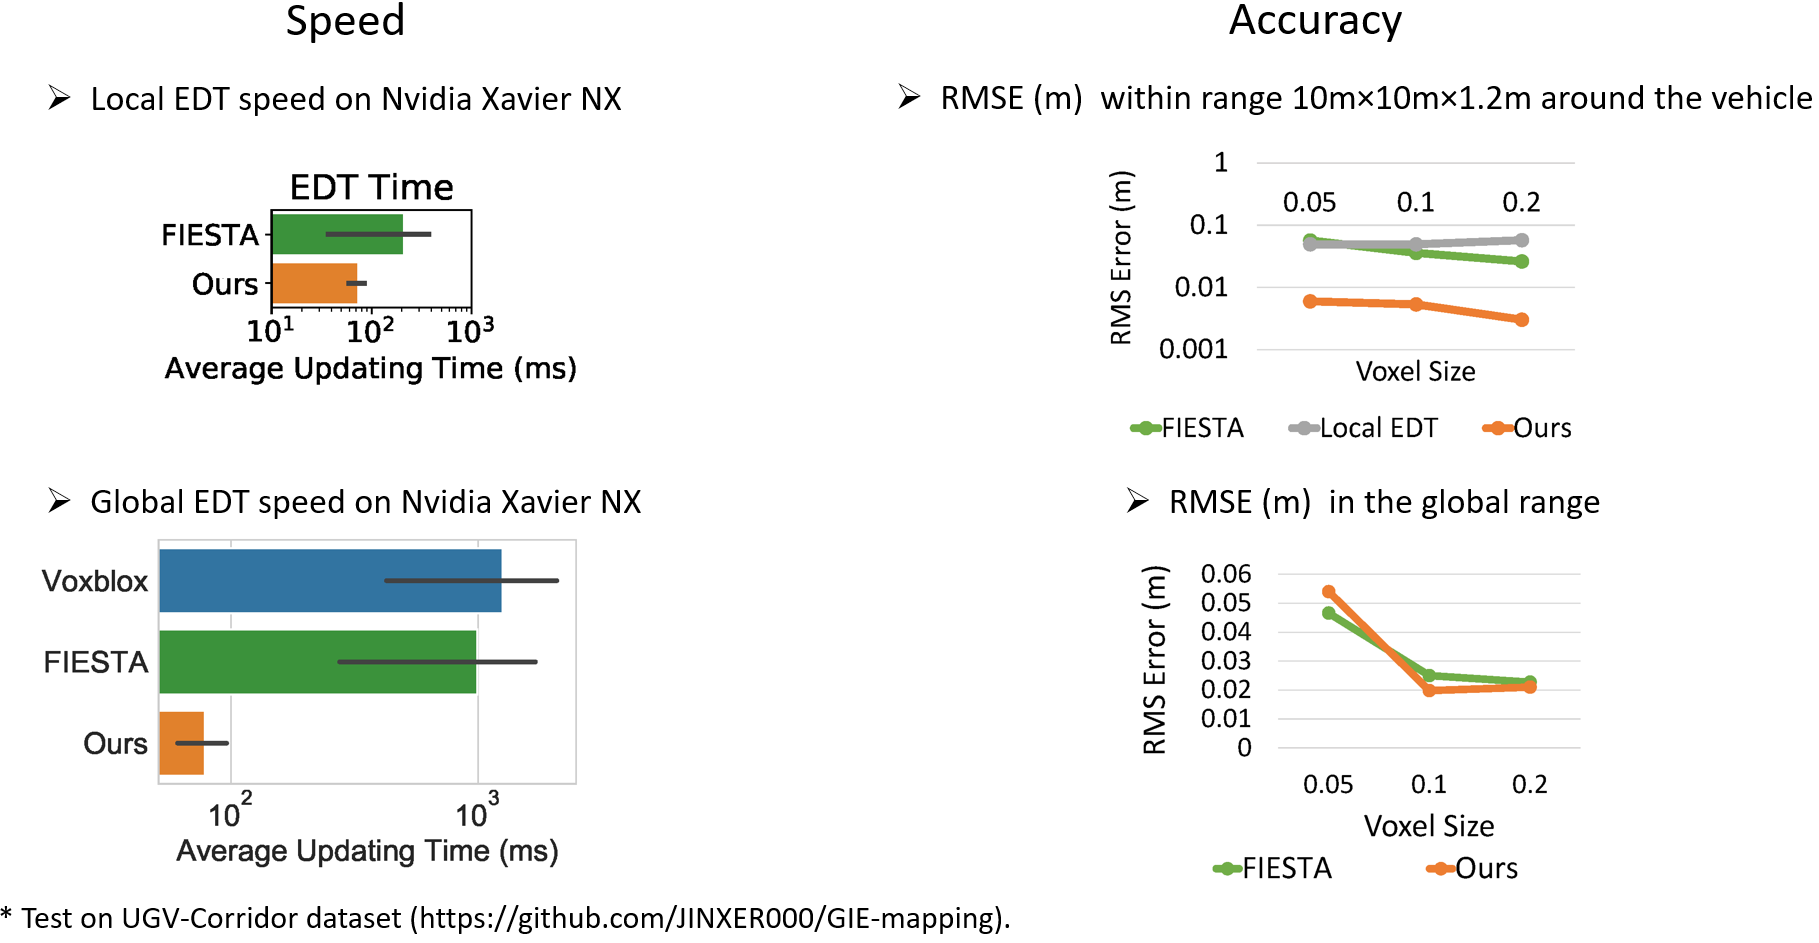 Speed
➢ Local EDT speed on Nvidia Xavier NX
EDT Time
FIESTA
Ours
10¹ 10² 10³
Average Updating Time (ms)
➢ Global EDT speed on Nvidia Xavier NX
Voxblox
FIESTA
Ours
10² 10³
Average Updating Time (ms)
Accuracy
➢ RMSE (m) within range 10m×10m×1.2m around the vehicle
RMS Error (m)
1
0.05 0.1 0.2
0.1
0.01
0.001
Voxel Size
FIESTA Local EDT Ours
➢ RMSE (m) in the global range
RMS Error (m)
0.06
0.05
0.04
0.03
0.02
0.01
0
0.05 0.1 0.2
Voxel Size
FIESTA Ours
* Test on UGV-Corridor dataset (https://github.com/JINXER000/GIE-mapping).